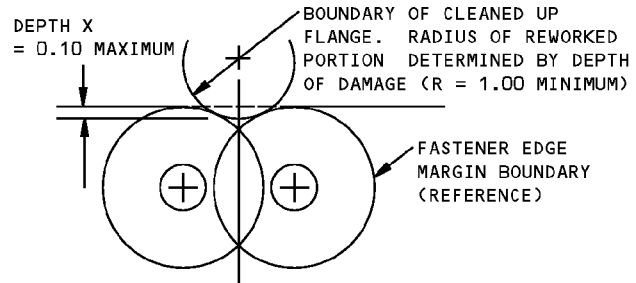 DEPTH X
= 0.10 MAXIMUM
BOUNDARY OF CLEANED UP
FLANGE. RADIUS OF REWORKED
PORTION DETERMINED BY DEPTH
OF DAMAGE (R = 1.00 MINIMUM)
FASTENER EDGE
MARGIN BOUNDARY
(REFERENCE)